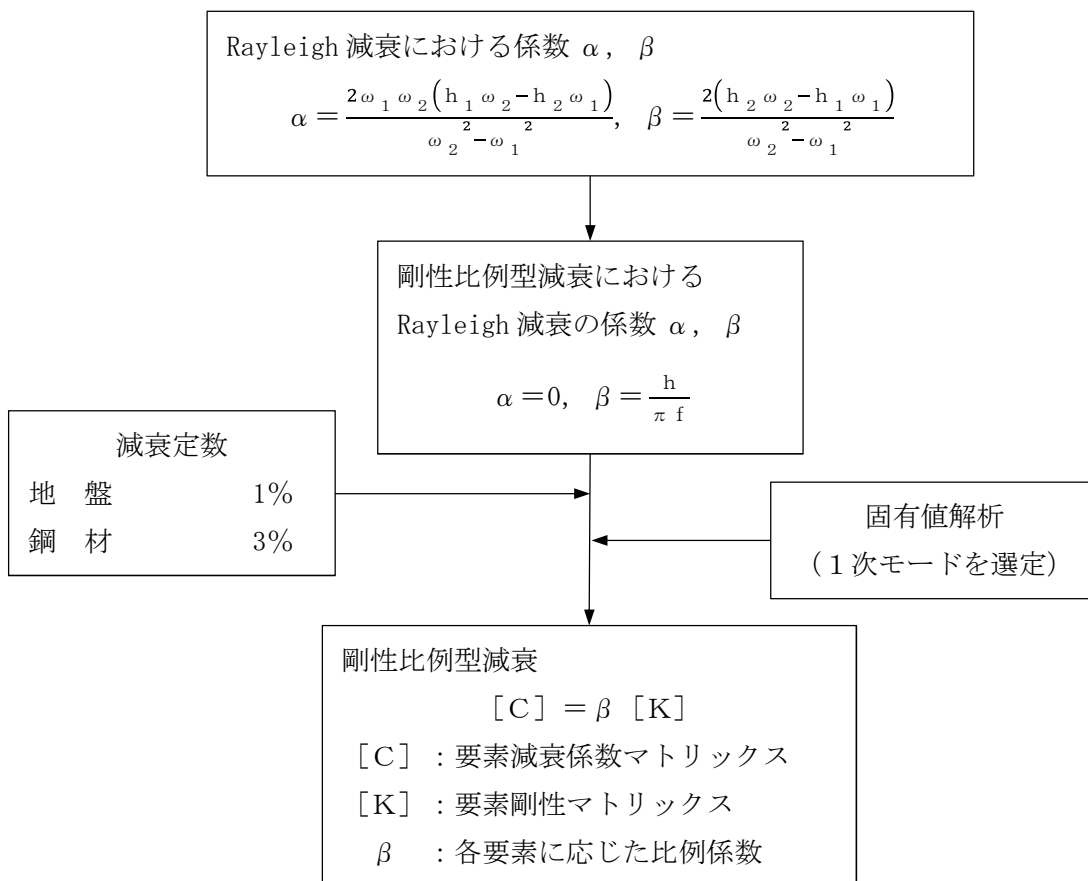 Rayleigh 減衰における係数 α, β
α＝2ω₁ω₂(h₁ω₂−h₂ω₁)/(ω₂²−ω₁²), β＝2(h₂ω₂−h₁ω₁)/(ω₂²−ω₁²)
剛性比例型減衰における
Rayleigh 減衰の係数 α, β
α＝0, β＝h/(πf)
減衰定数
地　盤　1%
鋼　材　3%
固有値解析
（１次モードを選定）
剛性比例型減衰
［Ｃ］＝β［Ｋ］
［Ｃ］：要素減衰係数マトリックス
［Ｋ］：要素剛性マトリックス
β　：各要素に応じた比例係数